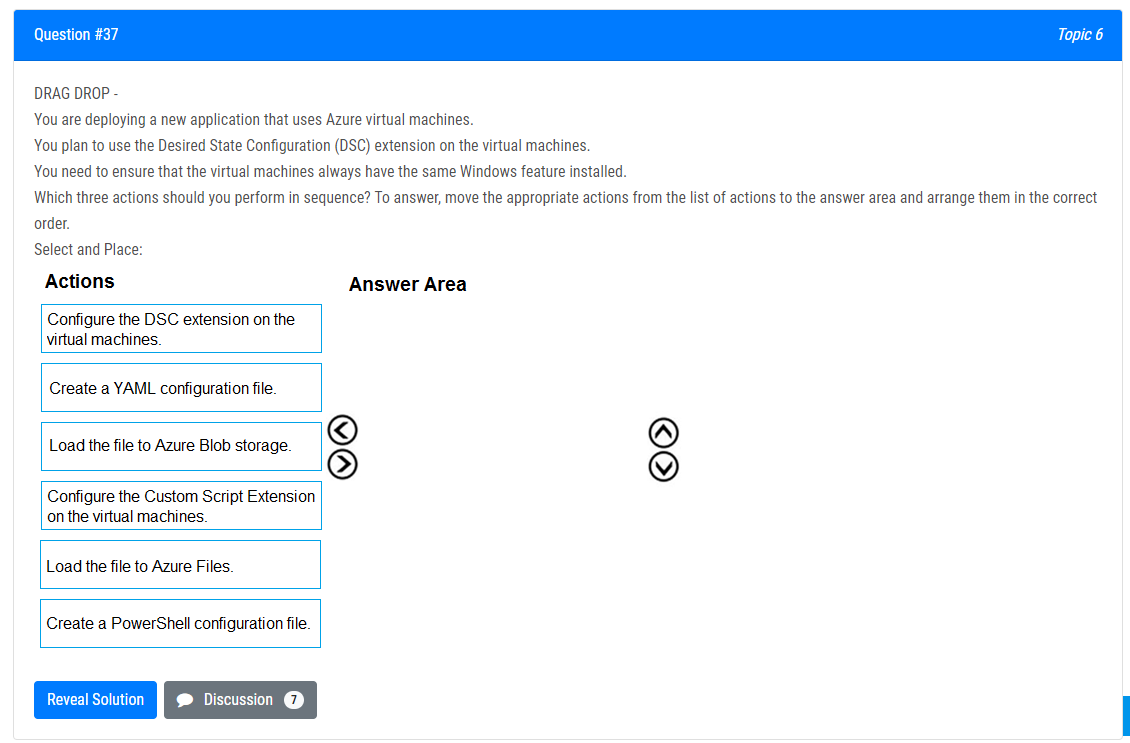 Question #37
Topic 6
DRAG DROP -
You are deploying a new application that uses Azure virtual machines.
You plan to use the Desired State Configuration (DSC) extension on the virtual machines.
You need to ensure that the virtual machines always have the same Windows feature installed.
Which three actions should you perform in sequence? To answer, move the appropriate actions from the list of actions to the answer area and arrange them in the correct
order.
Select and Place:
Actions
Answer Area
Configure the DSC extension on the
virtual machines.
Create a YAML configuration file.
Load the file to Azure Blob storage.
Configure the Custom Script Extension
on the virtual machines.
Load the file to Azure Files.
Create a PowerShell configuration file.
Reveal Solution
Discussion 7